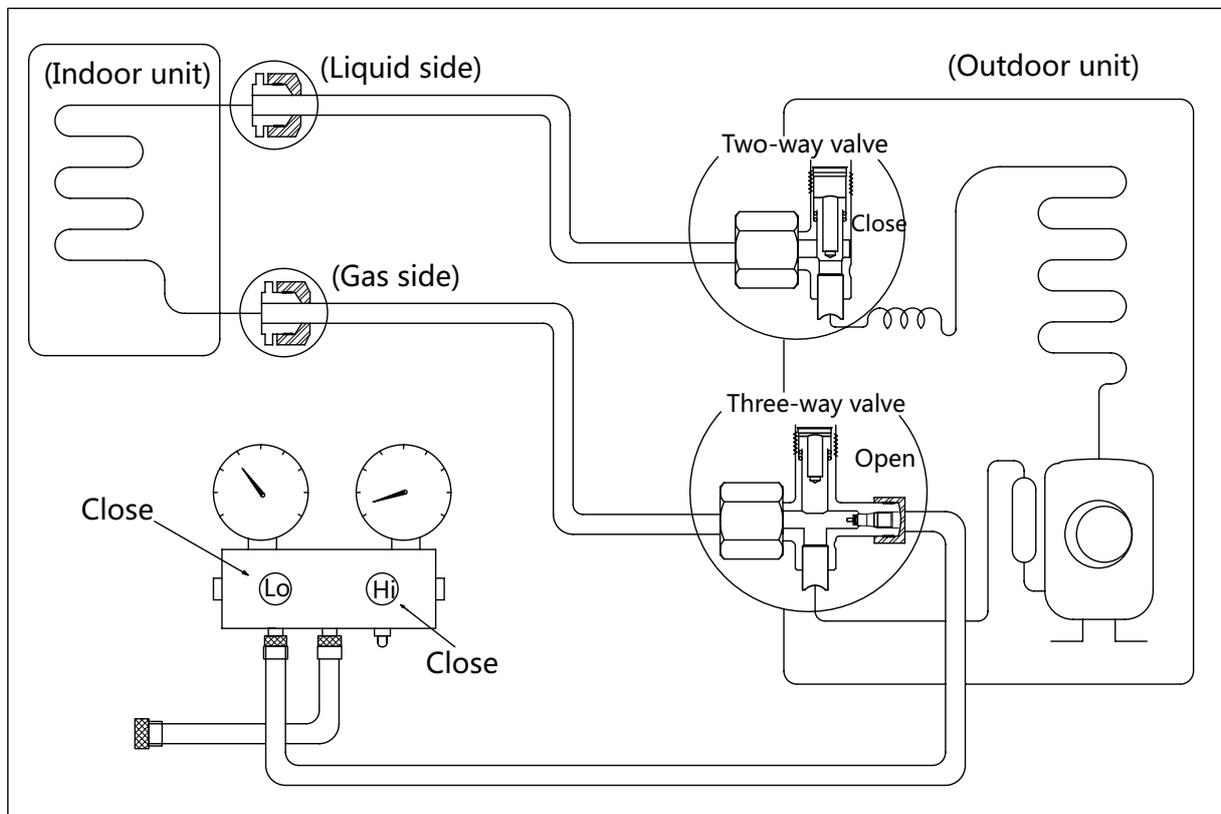 (Indoor unit)
(Liquid side)
(Outdoor unit)
Two-way valve
Close
(Gas side)
Three-way valve
Open
Close
Lo
Hi
Close